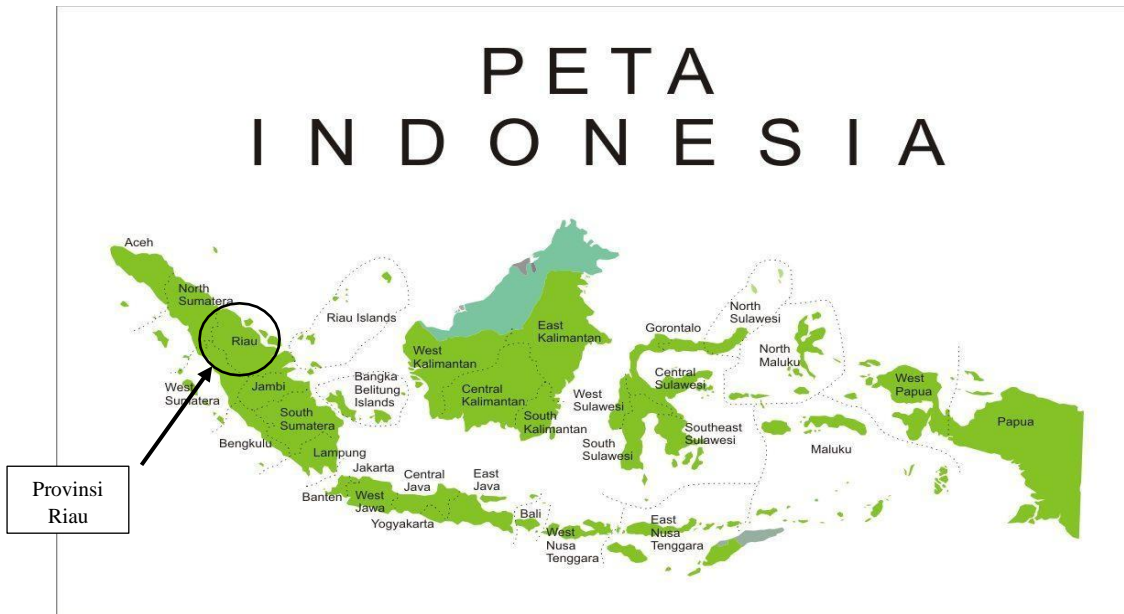 PETA
INDONESIA
Aceh
North
Sumatera
Riau
Riau Islands
West
Sumatera
Jambi
Bangka
Belitung
Islands
South
Sumatera
Bengkulu
Lampung
West
Kalimantan
East
Kalimantan
Central
Kalimantan
South
Kalimantan
Gorontalo
North
Sulawesi
Central
Sulawesi
West
Sulawesi
South
Sulawesi
Southeast
Sulawesi
North
Maluku
Maluku
West
Papua
Papua
Jakarta
Banten
West
Jawa
Central
Java
Yogyakarta
East
Java
Bali
West
Nusa
Tenggara
East
Nusa
Tenggara
Provinsi
Riau